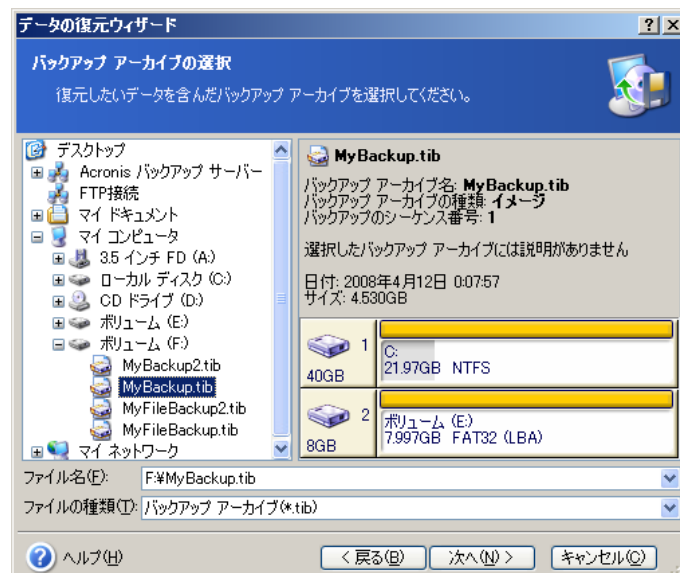 データの復元ウィザード
バックアップ アーカイブの選択
復元したいデータを含んだバックアップ アーカイブを選択してください。
デスクトップ
Acronis バックアップ サーバー
FTP接続
マイ ドキュメント
マイ コンピュータ
3.5 インチ FD (A:)
ローカル ディスク (C:)
CD ドライブ (D:)
ボリューム (E:)
ボリューム (F:)
MyBackup2.tib
MyBackup.tib
MyFileBackup2.tib
MyFileBackup.tib
マイ ネットワーク
MyBackup.tib
バックアップ アーカイブ名: MyBackup.tib
バックアップ アーカイブの種類: イメージ
バックアップのシーケンス番号: 1
選択したバックアップ アーカイブには説明がありません
日付: 2008年4月12日 0:07:57
サイズ: 4.530GB
1
40GB
C:
21.97GB NTFS
2
8GB
ボリューム (E:)
7.997GB FAT32 (LBA)
ファイル名(F): F:¥MyBackup.tib
ファイルの種類(T): バックアップ アーカイブ(*.tib)
ヘルプ(H)
< 戻る(B)
次へ(N) >
キャンセル(C)